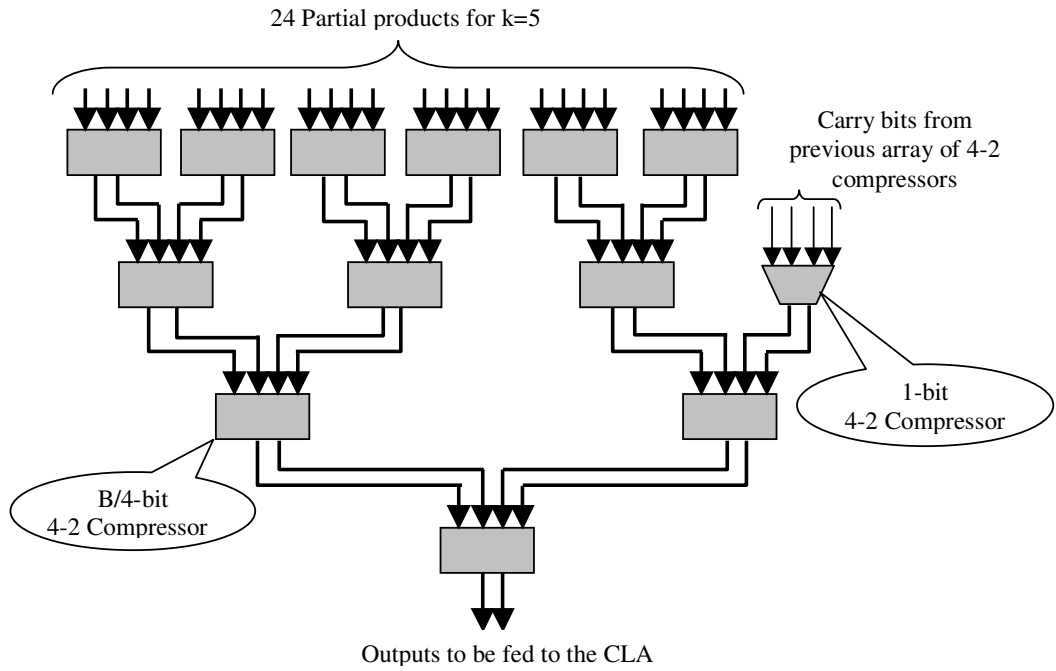 24 Partial products for k=5
Carry bits from
previous array of 4-2
compressors
1-bit
4-2 Compressor
B/4-bit
4-2 Compressor
Outputs to be fed to the CLA